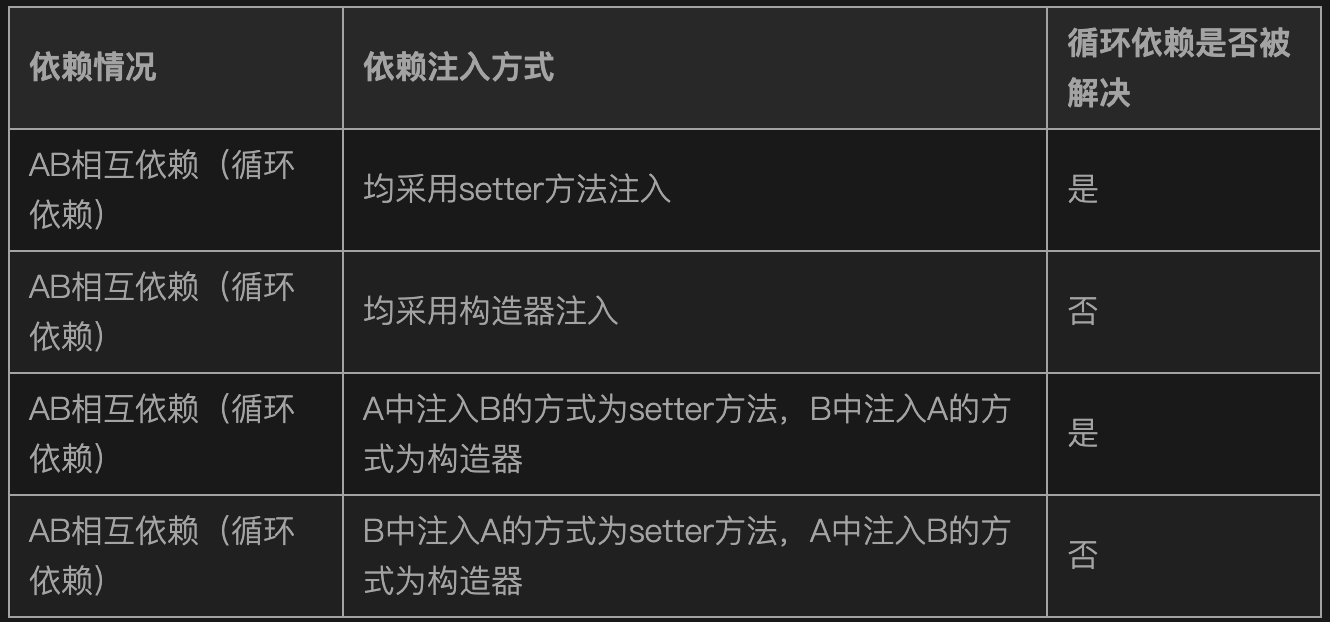 依赖情况
依赖注入方式
循环依赖是否被
解决
AB相互依赖（循环
依赖）
均采用setter方法注入
是
AB相互依赖（循环
依赖）
均采用构造器注入
否
AB相互依赖（循环
依赖）
A中注入B的方式为setter方法，B中注入A的方
式为构造器
是
AB相互依赖（循环
依赖）
B中注入A的方式为setter方法，A中注入B的方
式为构造器
否